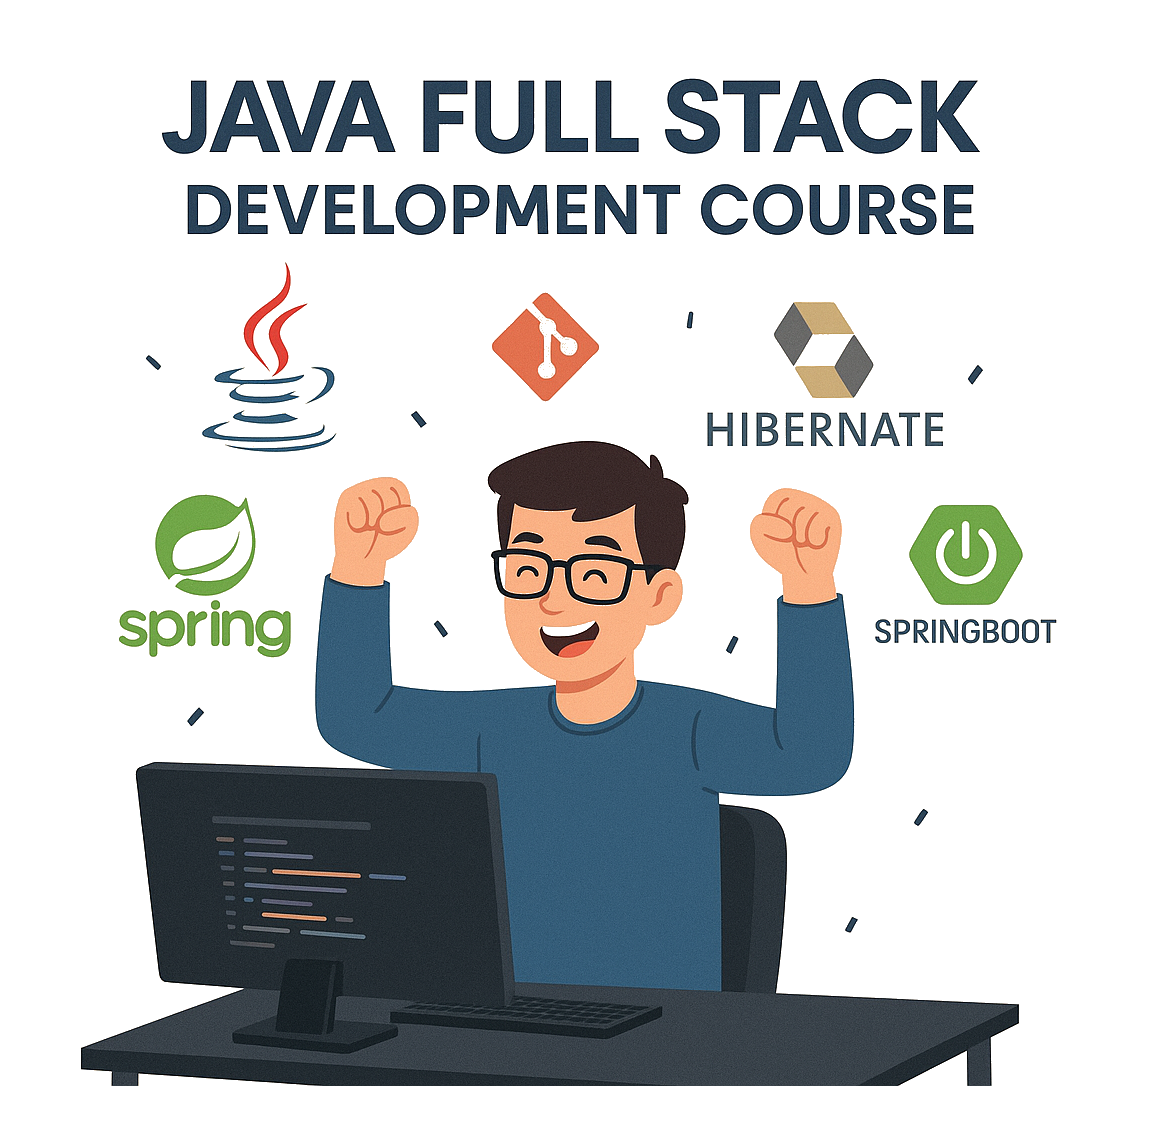 JAVA FULL STACK
DEVELOPMENT COURSE
HIBERNATE
spring
SPRINGBOOT